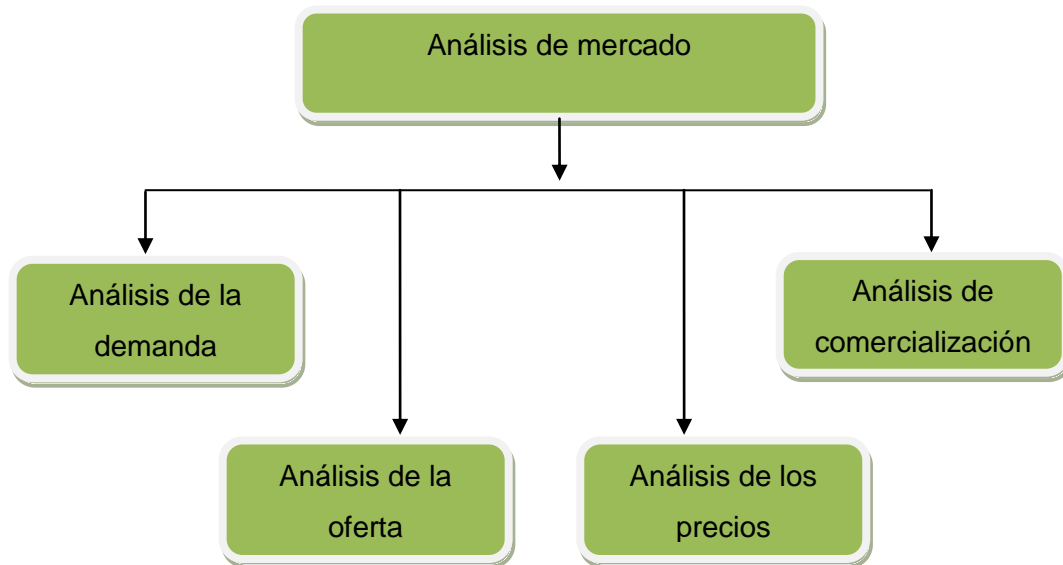 Análisis de mercado
Análisis de la
demanda
Análisis de
comercialización
Análisis de la
oferta
Análisis de los
precios